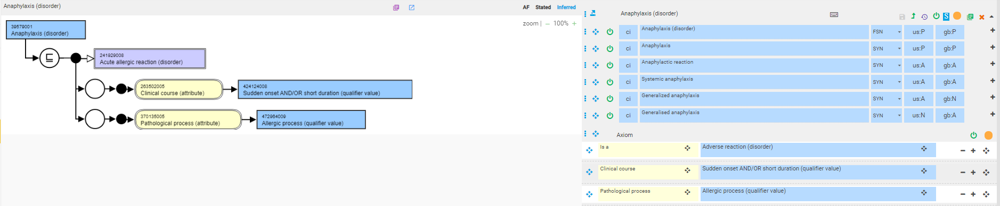 Anaphylaxis (disorder)
AF Stated Inferred
zoom | − 100% +
39579001
Anaphylaxis (disorder)
⊑
241929008
Acute allergic reaction (disorder)
263502005
Clinical course (attribute)
424124008
Sudden onset AND/OR short duration (qualifier value)
370135005
Pathological process (attribute)
472964009
Allergic process (qualifier value)
Anaphylaxis (disorder)
S
ci Anaphylaxis (disorder) FSN us:P gb:P
ci Anaphylaxis SYN us:P gb:P
ci Anaphylactic reaction SYN us:A gb:A
ci Systemic anaphylaxis SYN us:A gb:A
ci Generalized anaphylaxis SYN us:A gb:N
ci Generalised anaphylaxis SYN us:N gb:A
Axiom
Is a Adverse reaction (disorder)
Clinical course Sudden onset AND/OR short duration (qualifier value)
Pathological process Allergic process (qualifier value)